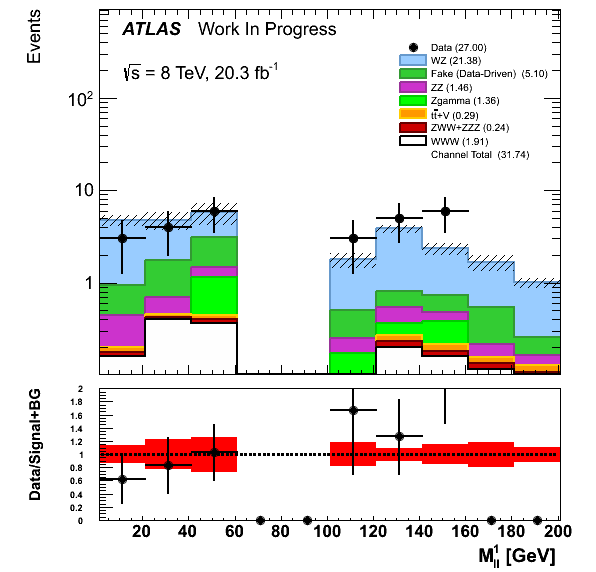 Events
ATLAS Work In Progress
√s = 8 TeV, 20.3 fb⁻¹
Data (27.00)
WZ (21.38)
Fake (Data-Driven) (5.10)
ZZ (1.46)
Zgamma (1.36)
tt̄+V (0.29)
ZWW+ZZZ (0.24)
WWW (1.91)
Channel Total (31.74)
10²
10
1
Data/Signal+BG
2
1.8
1.6
1.4
1.2
1
0.8
0.6
0.4
0.2
0
20 40 60 80 100 120 140 160 180 200
M¹ll [GeV]